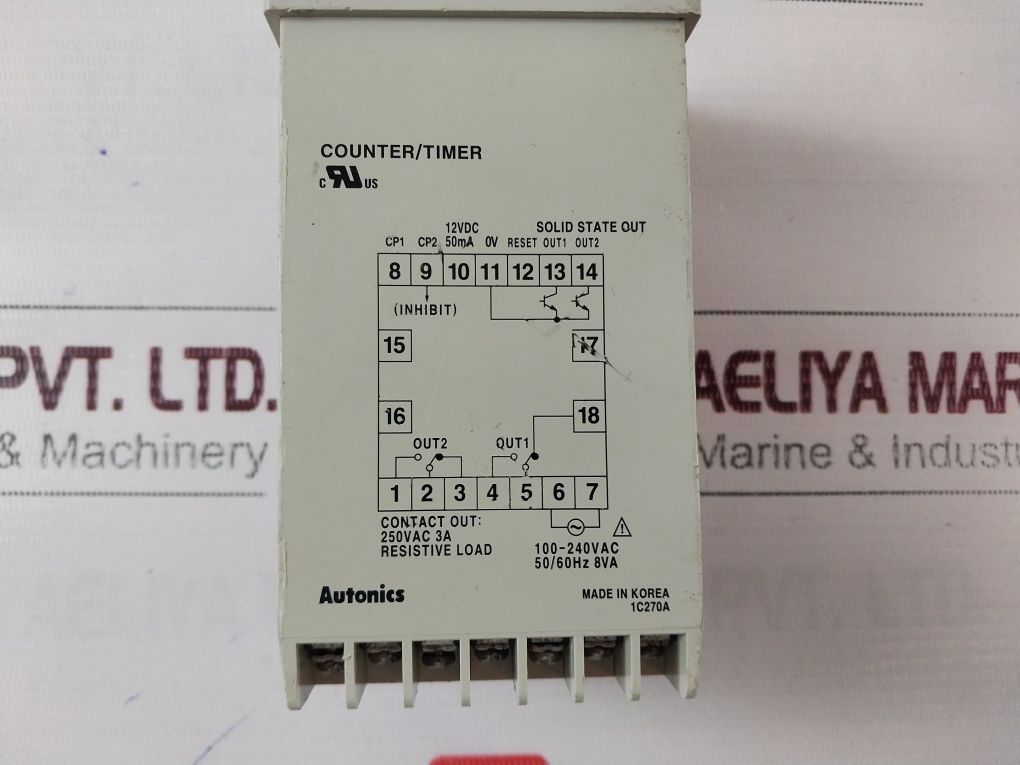 COUNTER/TIMER
c RU US
12VDC SOLID STATE OUT
CP1 CP2 50mA 0V RESET OUT1 OUT2
8 9 10 11 12 13 14
(INHIBIT)
15 17
PVT. LTD. AELIYA MAR
16 18
& Machinery Marine & Indust
OUT2 OUT1
1 2 3 4 5 6 7
CONTACT OUT:
250VAC 3A
RESISTIVE LOAD
100-240VAC
50/60Hz 8VA
Autonics
MADE IN KOREA
1C270A